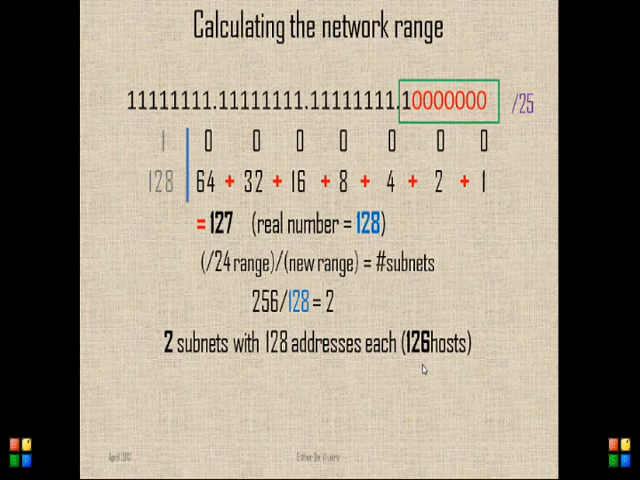 Calculating the network range
11111111.11111111.11111111.10000000 /25
1 0 0 0 0 0 0 0
128 64 + 32 + 16 + 8 + 4 + 2 + 1
= 127 (real number = 128)
(/24 range)/(new range) = #subnets
256/128 = 2
2 subnets with 128 addresses each (126hosts)